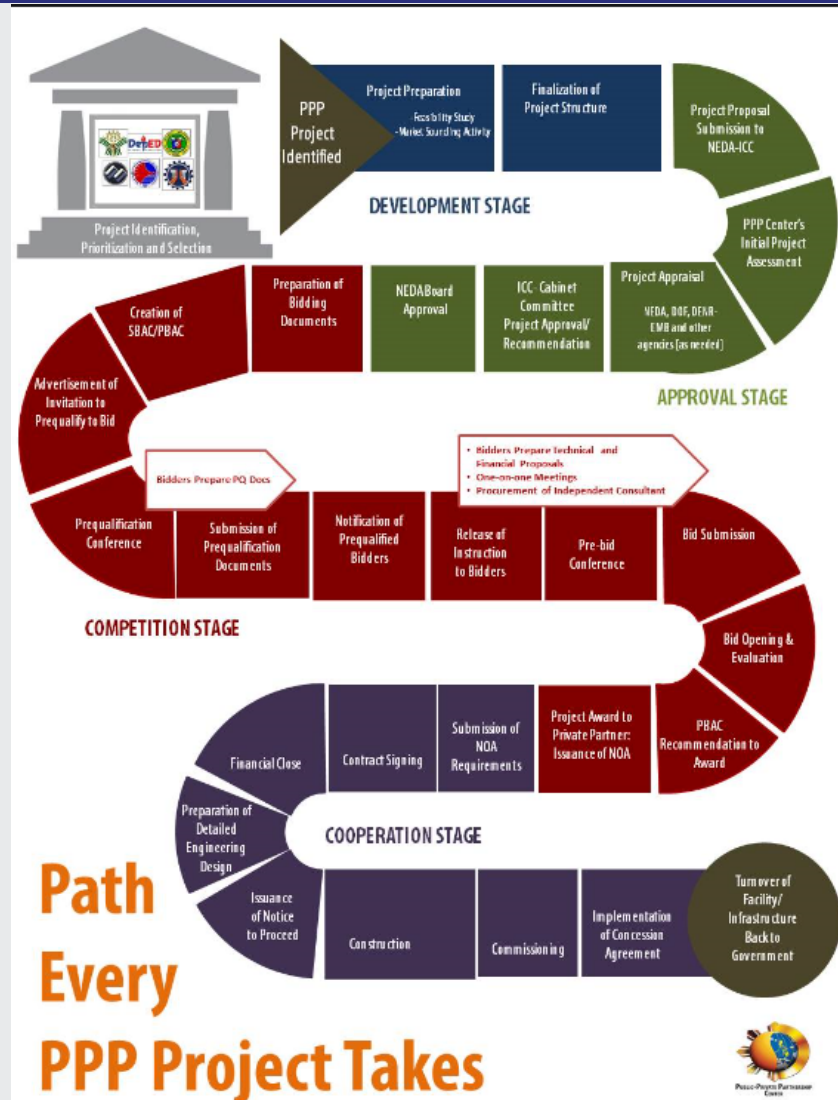 DepED
Project Identification,
Prioritization and Selection
PPP
Project
Identified
Project Preparation
-Feasibility Study
-Market Sounding Activity
Finalization of
Project Structure
DEVELOPMENT STAGE
Project Proposal
Submission to
NEDA-ICC
PPP Center's
Initial Project
Assessment
Project Appraisal
NEDA, DOF, DENR-
EMB and other
agencies [as needed]
ICC- Cabinet
Committee
Project Approval/
Recommendation
NEDA Board
Approval
APPROVAL STAGE
Preparation of
Bidding
Documents
Creation of
SBAC/PBAC
Advertisement of
Invitation to
Prequalify to Bid
Prequalification
Conference
Bidders Prepare PQ Docs
Submission of
Prequalification
Documents
Notification of
Prequalified
Bidders
Release of
Instruction
to Bidders
• Bidders Prepare Technical and
Financial Proposals
• One-on-one Meetings
• Procurement of Independent Consultant
Pre-bid
Conference
Bid Submission
COMPETITION STAGE
Bid Opening &
Evaluation
PBAC
Recommendation to
Award
Project Award to
Private Partner:
Issuance of NOA
Submission of
NOA
Requirements
Contract Signing
Financial Close
Preparation of
Detailed
Engineering
Design
COOPERATION STAGE
Issuance
of Notice
to Proceed
Construction
Commissioning
Implementation
of Concession
Agreement
Turnover of
Facility/
Infrastructure
Back to
Government
Path
Every
PPP Project Takes
Public-Private Partnership
Center